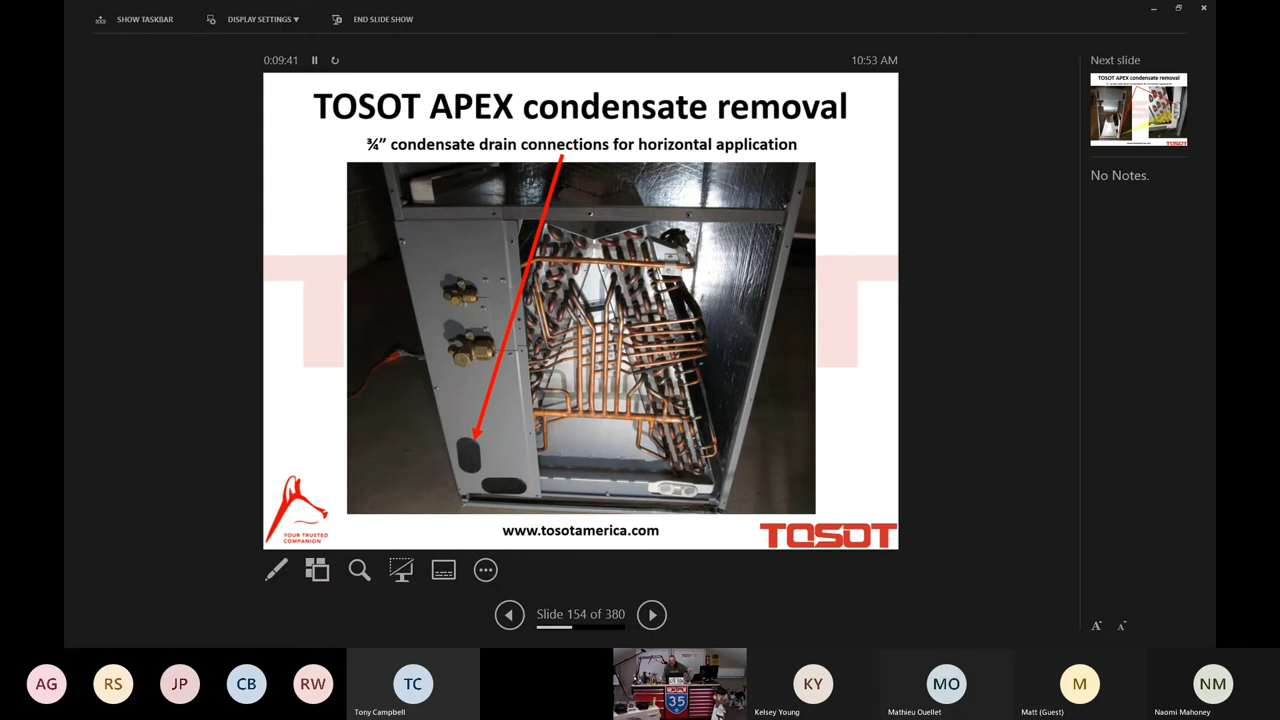 SHOW TASKBAR
DISPLAY SETTINGS ▼
END SLIDE SHOW
0:09:41
10:53 AM
TOSOT APEX condensate removal
¾” condensate drain connections for horizontal application
YOUR TRUSTED
COMPANION
www.tosotamerica.com
TOSOT
Slide 154 of 380
Next slide
TOSOT APEX condensate removal
TOSOT
No Notes.
A
A
AG
RS
JP
CB
RW
TC
Tony Campbell
35
KY
Kelsey Young
MO
Mathieu Ouellet
M
Matt (Guest)
NM
Naomi Mahoney